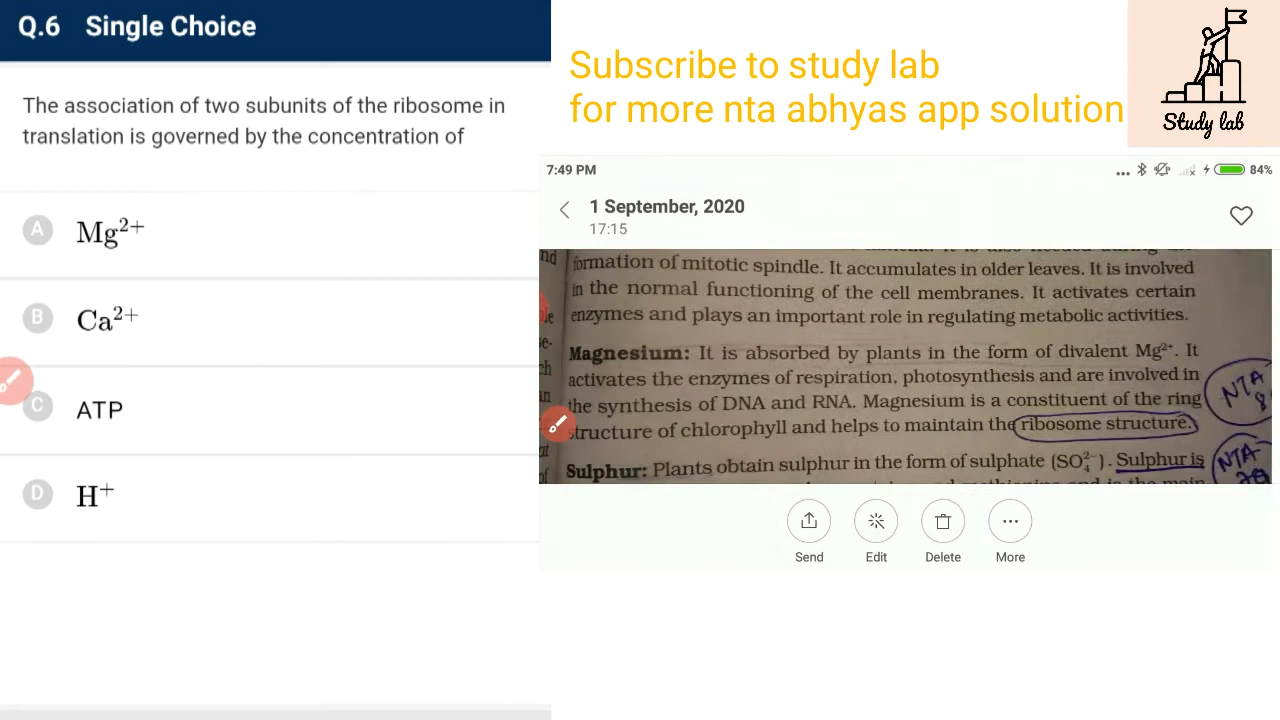 Q.6 Single Choice
The association of two subunits of the ribosome in
translation is governed by the concentration of
A Mg²⁺
B Ca²⁺
C ATP
D H⁺
Subscribe to study lab
for more nta abhyas app solution
Study lab
7:49 PM
84%
1 September, 2020
17:15
formation of mitotic spindle. It accumulates in older leaves. It is involved
in the normal functioning of the cell membranes. It activates certain
enzymes and plays an important role in regulating metabolic activities.
Magnesium: It is absorbed by plants in the form of divalent Mg²⁺. It
activates the enzymes of respiration, photosynthesis and are involved in
the synthesis of DNA and RNA. Magnesium is a constituent of the ring
structure of chlorophyll and helps to maintain the ribosome structure.
Sulphur: Plants obtain sulphur in the form of sulphate (SO₄²⁻). Sulphur is
NTA
NTA
Send Edit Delete More